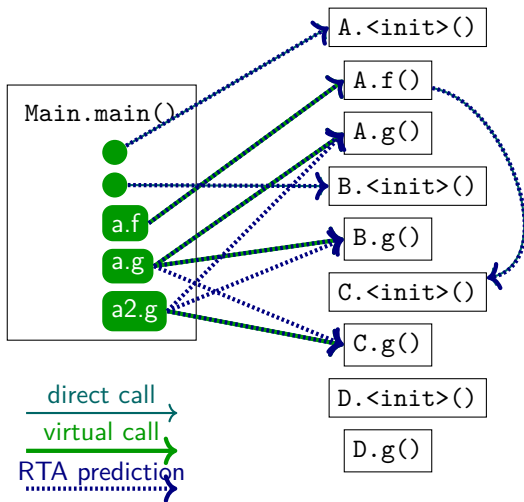 A.<init>()
A.f()
Main.main()
A.g()
B.<init>()
a.f
B.g()
a.g
C.<init>()
a2.g
C.g()
direct call
D.<init>()
virtual call
D.g()
RTA prediction